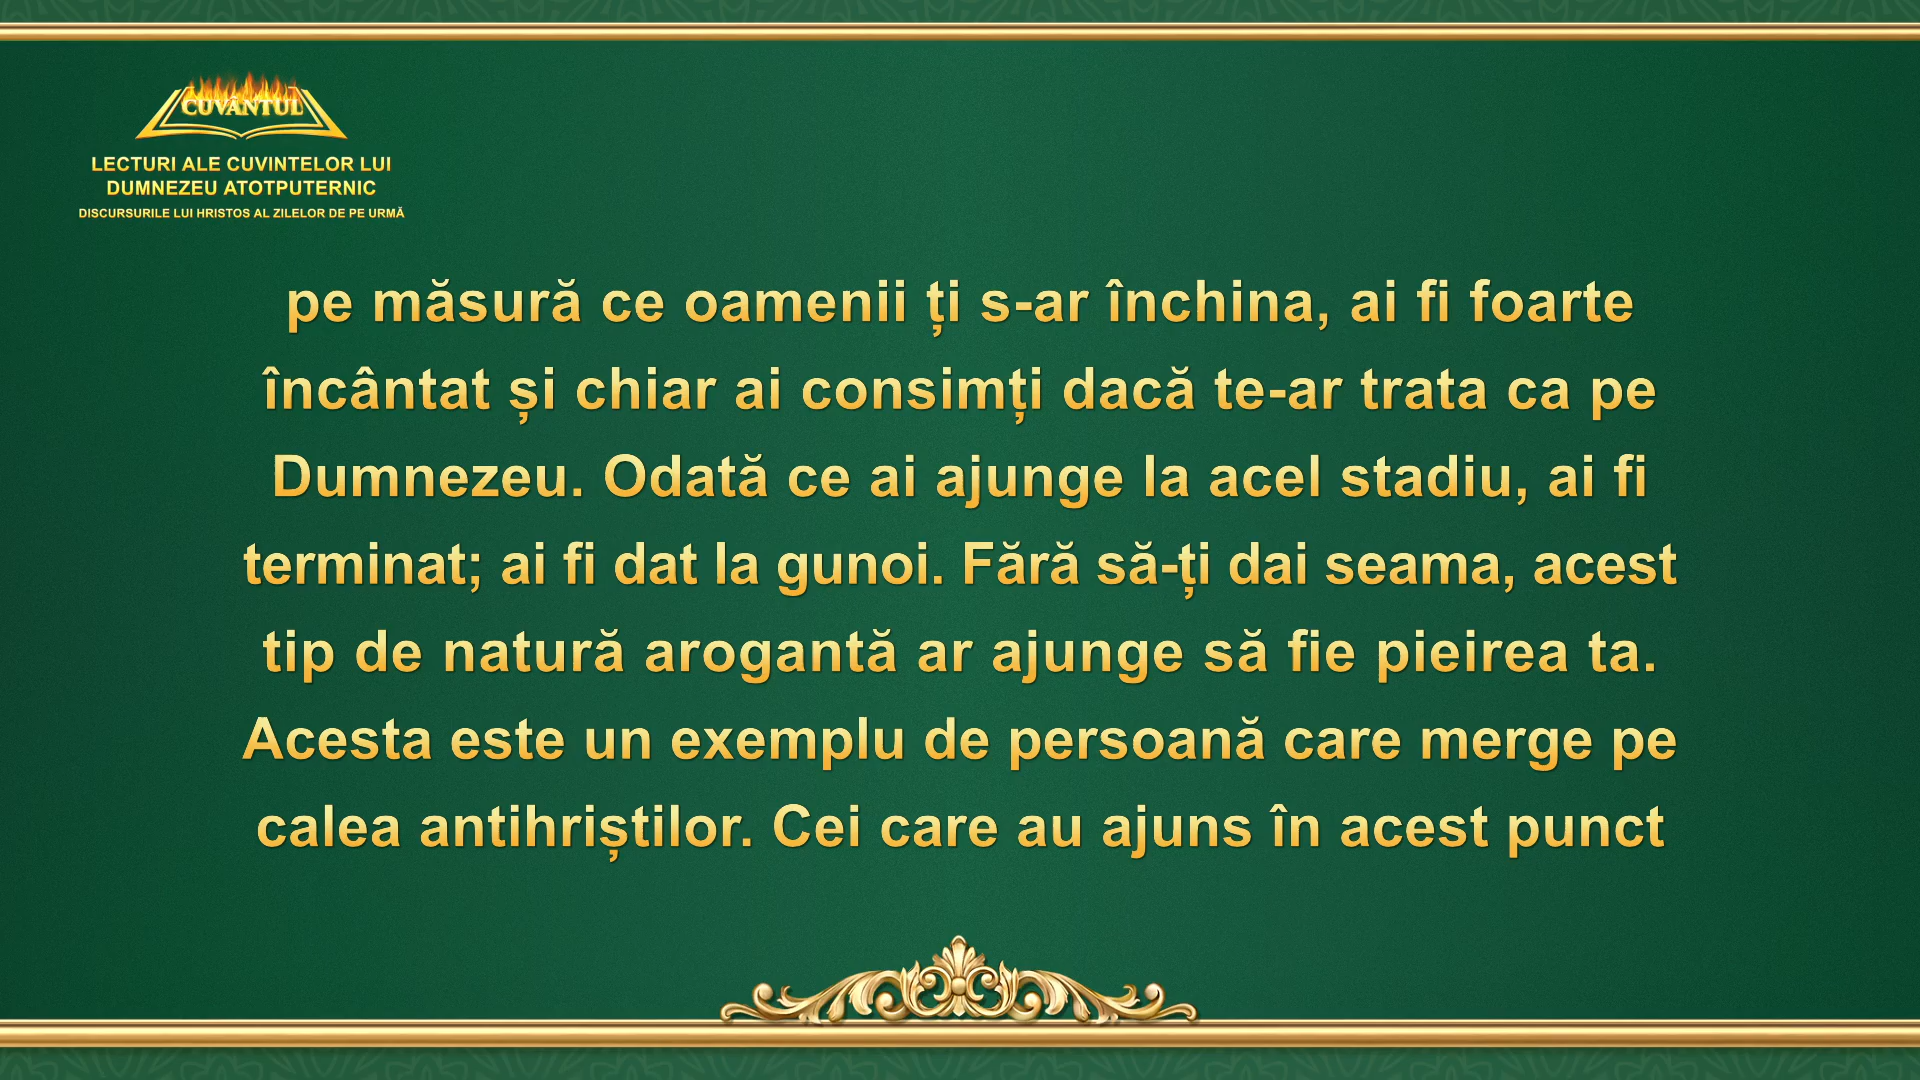 CUVÂNTUL
LECTURI ALE CUVINTELOR LUI
DUMNEZEU ATOTPUTERNIC
DISCURSURILE LUI HRISTOS AL ZILELOR DE PE URMĂ
pe măsură ce oamenii ți s-ar închina, ai fi foarte
încântat și chiar ai consimți dacă te-ar trata ca pe
Dumnezeu. Odată ce ai ajunge la acel stadiu, ai fi
terminat; ai fi dat la gunoi. Fără să-ți dai seama, acest
tip de natură arogantă ar ajunge să fie pieirea ta.
Acesta este un exemplu de persoană care merge pe
calea antihriștilor. Cei care au ajuns în acest punct